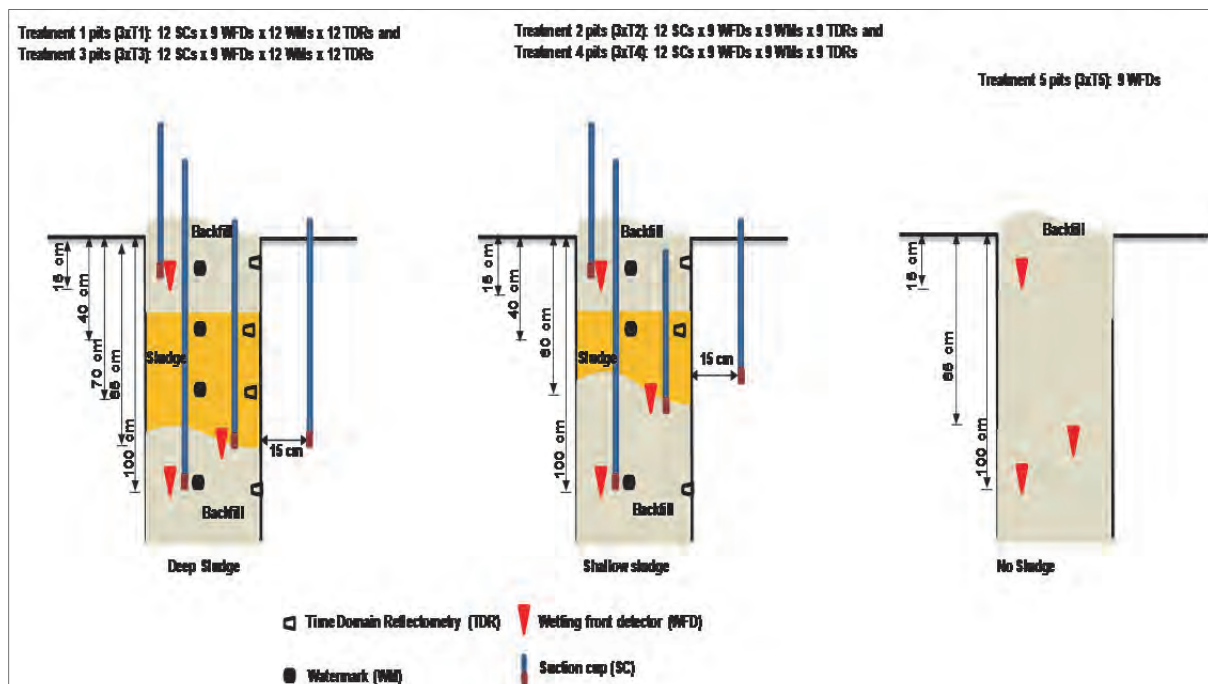 Treatment 1 pits (3xT1): 12 SCs x 9 WFDs x 12 WMs x 12 TDRs and
Treatment 3 pits (3xT3): 12 SCs x 9 WFDs x 12 WMs x 12 TDRs
Treatment 2 pits (3xT2): 12 SCs x 9 WFDs x 9 WMs x 9 TDRs and
Treatment 4 pits (3xT4): 12 SCs x 9 WFDs x 9 WMs x 9 TDRs
Treatment 5 pits (3xT5): 9 WFDs
Backfill
15 cm
40 cm
70 cm
85 cm
100 cm
Sludge
15 cm
Backfill
Deep Sludge
Backfill
15 cm
40 cm
60 cm
100 cm
Sludge
15 cm
Backfill
Shallow sludge
Backfill
15 cm
65 cm
100 cm
No Sludge
Time Domain Reflectometry (TDR)
Wetting front detector (WFD)
Watermark (WM)
Suction cup (SC)